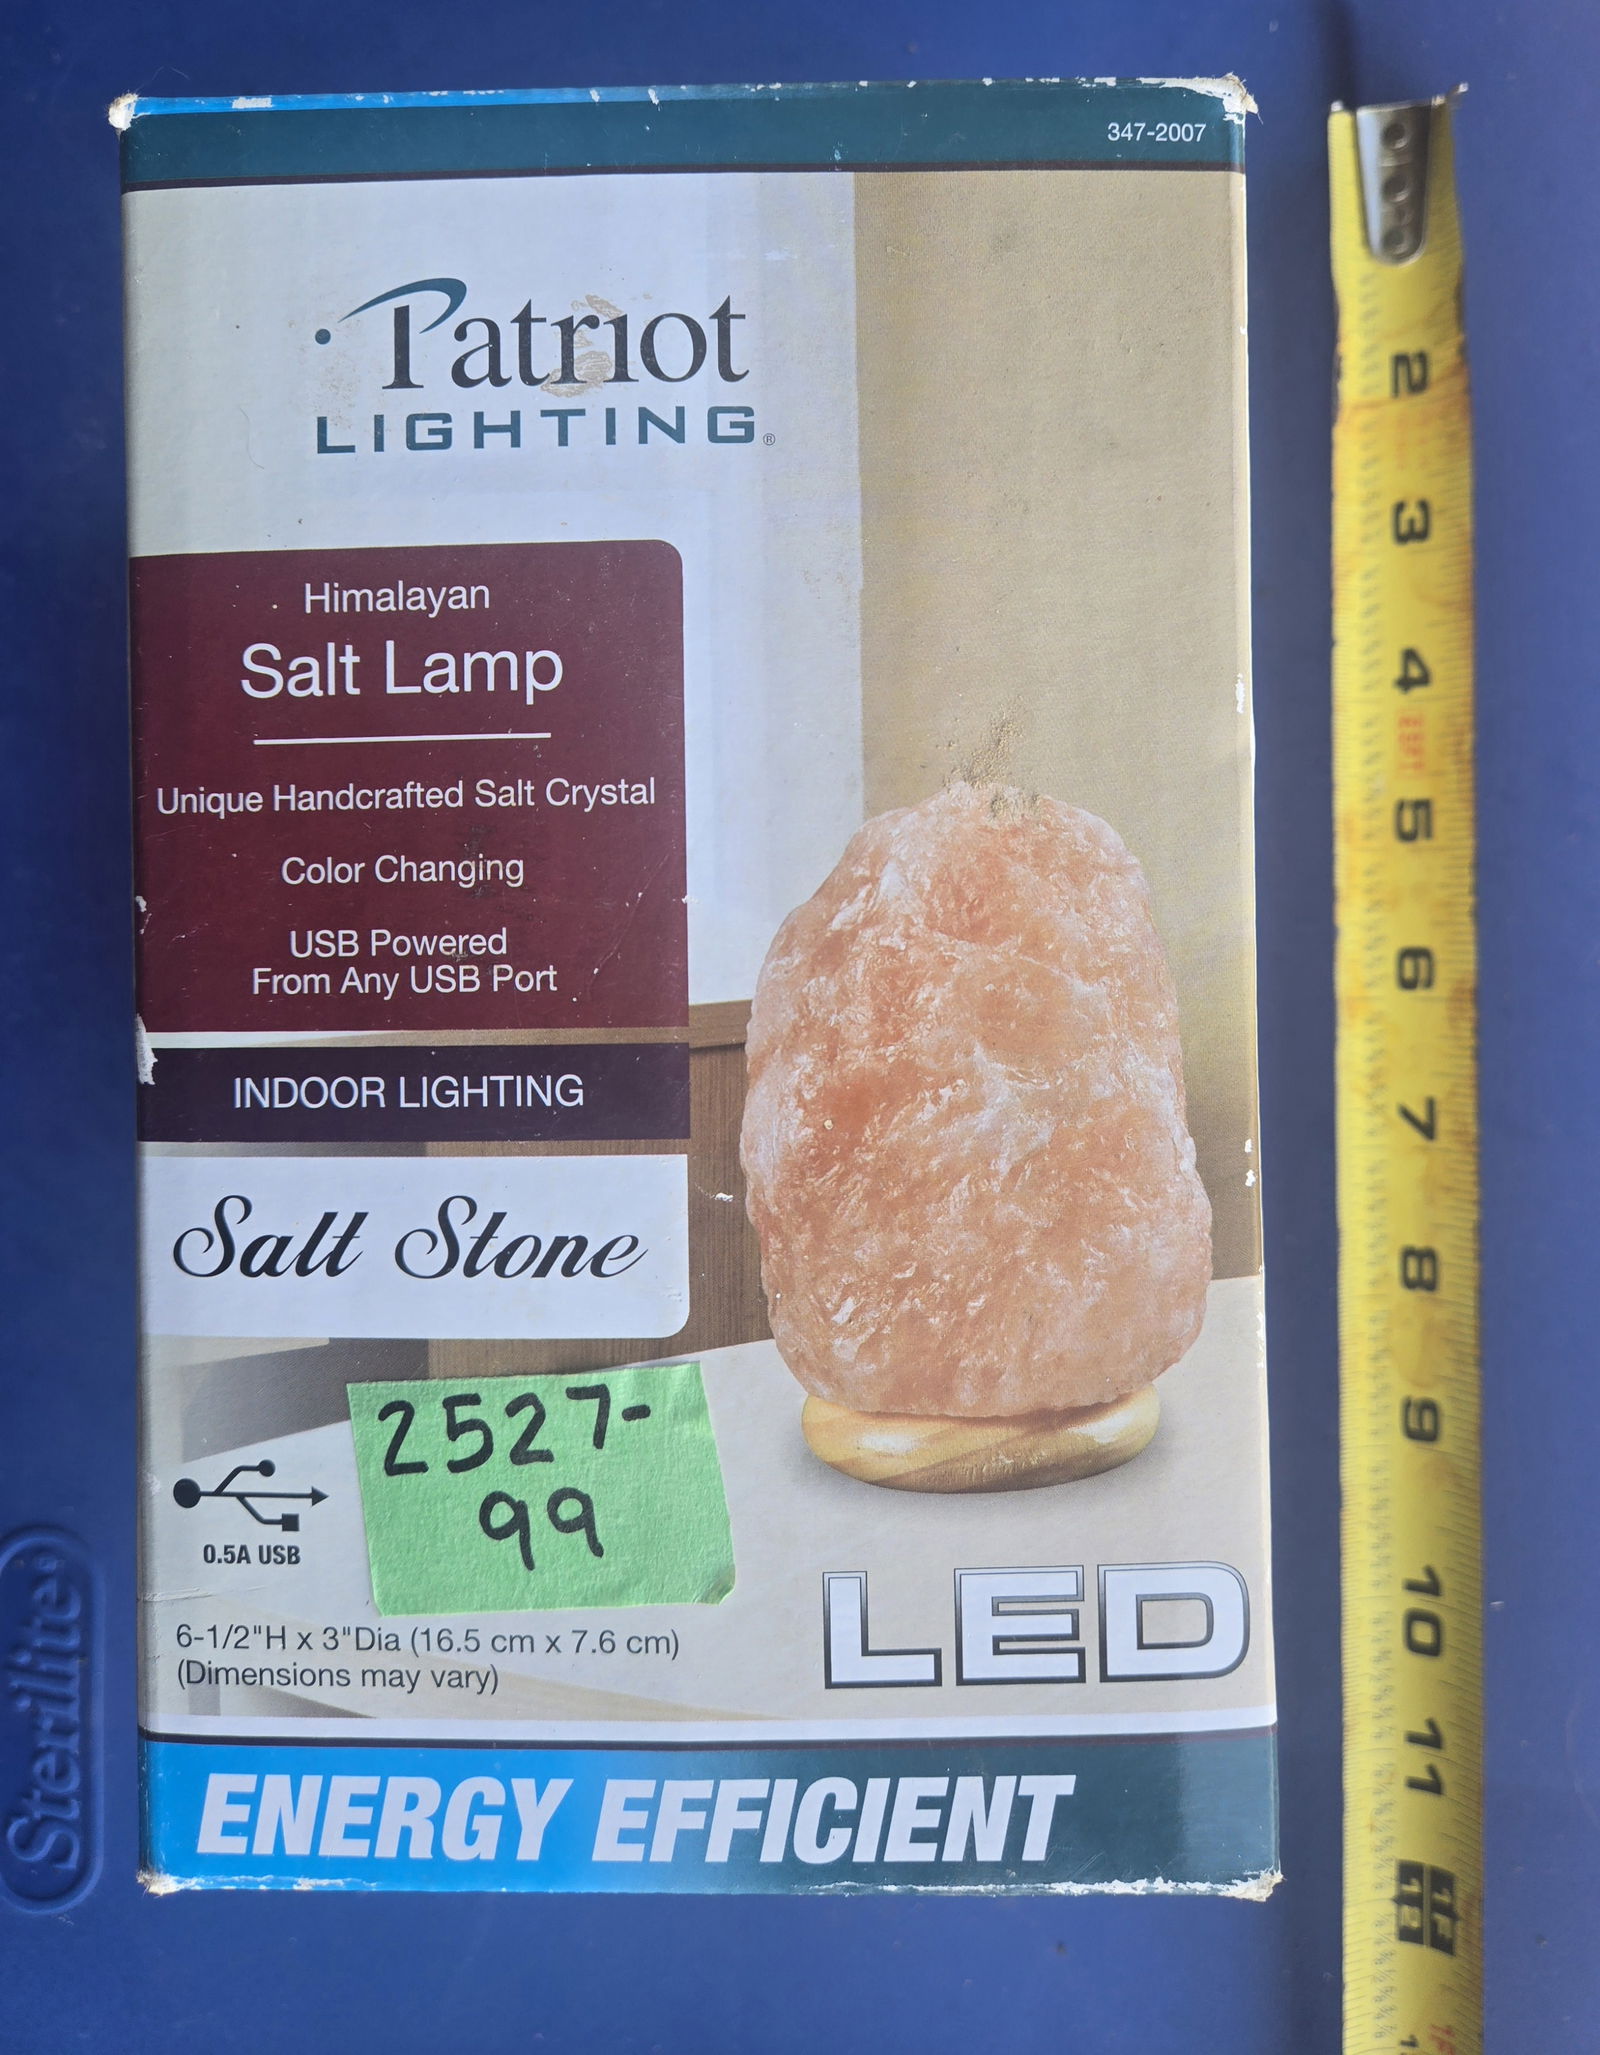 347-2007
Patriot
LIGHTING®
Himalayan
Salt Lamp
Unique Handcrafted Salt Crystal
Color Changing
USB Powered
From Any USB Port
INDOOR LIGHTING
Salt Stone
2527-
99
0.5A USB
6-1/2"H x 3"Dia (16.5 cm x 7.6 cm)
(Dimensions may vary)
LED
ENERGY EFFICIENT
Sterilite
2
3
4
5
6
7
8
9
10
11
12
1F